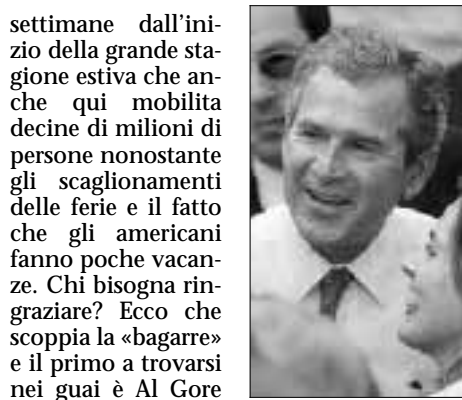 settimane dall'ini-
zio della grande sta-
gione estiva che an-
che qui mobilita
decine di milioni di
persone nonostante
gli scaglionamenti
delle ferie e il fatto
che gli americani
fanno poche vacan-
ze. Chi bisogna rin-
graziare? Ecco che
scoppia la «bagarre»
e il primo a trovarsi
nei guai è Al Gore